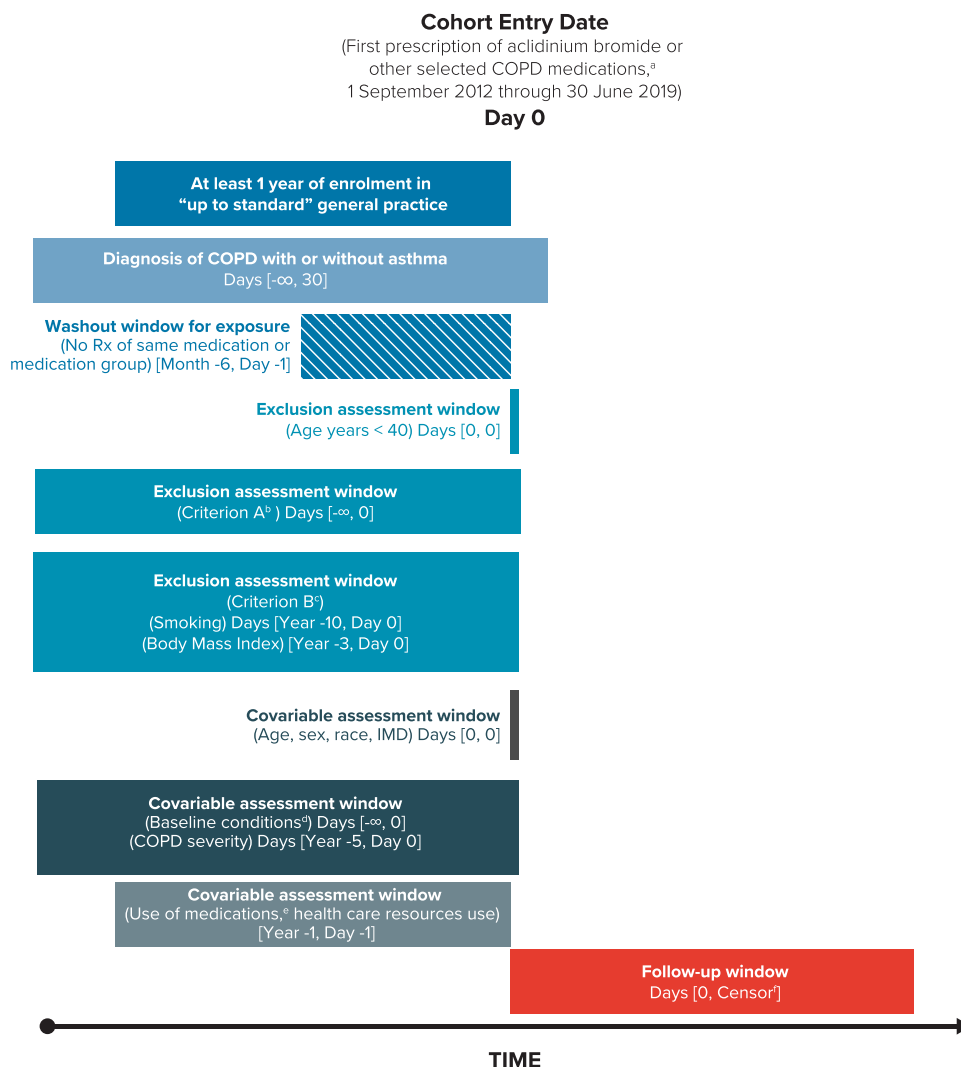 Cohort Entry Date
(First prescription of aclidinium bromide or
other selected COPD medications,ᵃ
1 September 2012 through 30 June 2019)
Day 0
At least 1 year of enrolment in
“up to standard” general practice
Diagnosis of COPD with or without asthma
Days [-∞, 30]
Washout window for exposure
(No Rx of same medication or
medication group) [Month -6, Day -1]
Exclusion assessment window
(Age years < 40) Days [0, 0]
Exclusion assessment window
(Criterion Aᵇ ) Days [-∞, 0]
Exclusion assessment window
(Criterion Bᶜ)
(Smoking) Days [Year -10, Day 0]
(Body Mass Index) [Year -3, Day 0]
Covariable assessment window
(Age, sex, race, IMD) Days [0, 0]
Covariable assessment window
(Baseline conditionsᵈ) Days [-∞, 0]
(COPD severity) Days [Year -5, Day 0]
Covariable assessment window
(Use of medications,ᵉ health care resources use)
[Year -1, Day -1]
Follow-up window
Days [0, Censorᶠ]
TIME